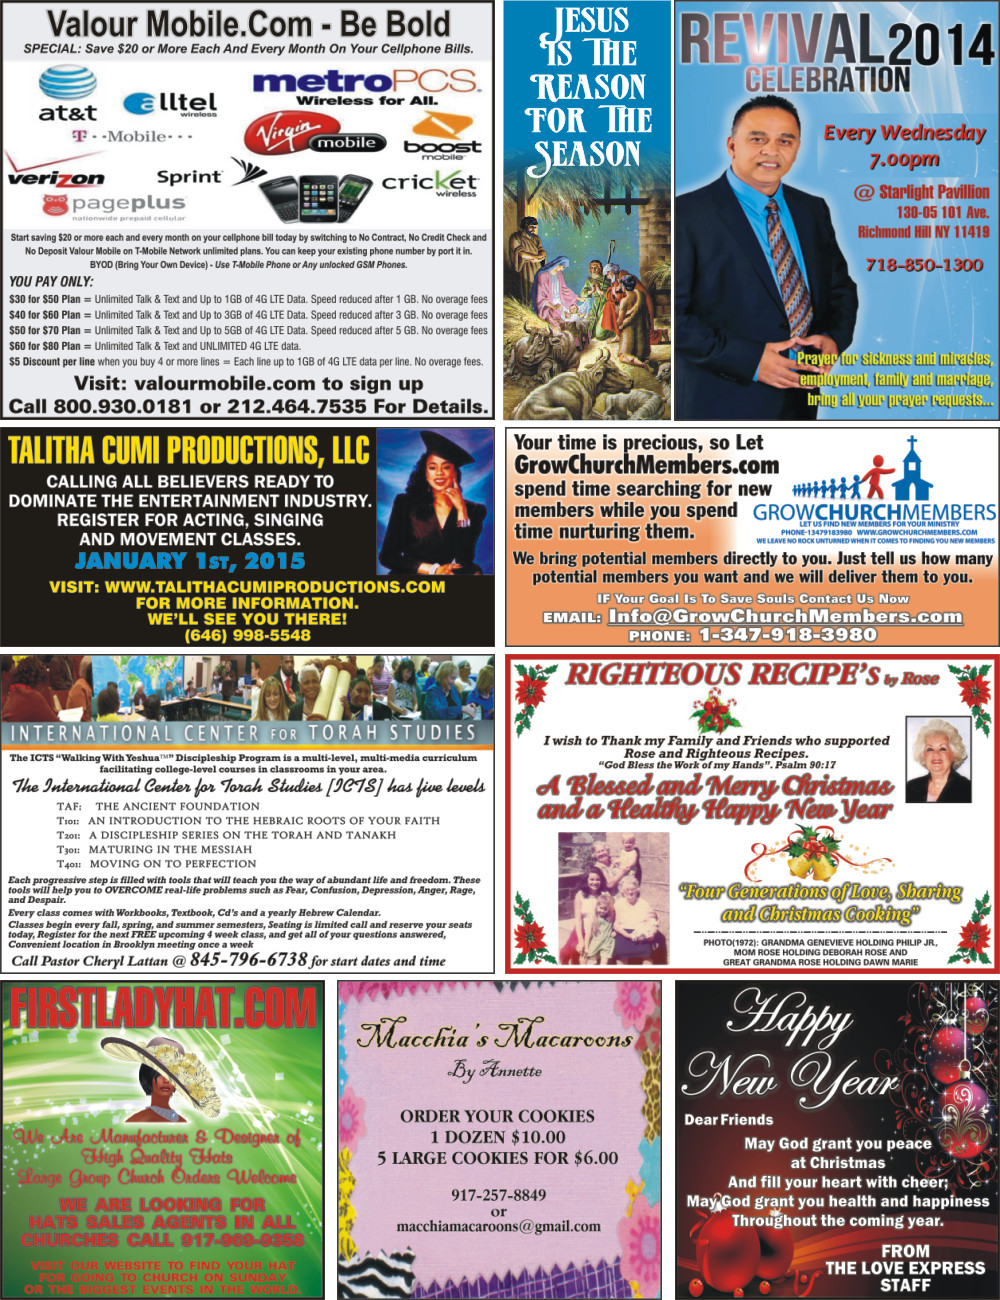 Valour Mobile.Com - Be Bold
SPECIAL: Save $20 or More Each And Every Month On Your Cellphone Bills.
at&t
alltel
wireless
metroPCS.
Wireless for All.
T - -Mobile- - -
Virgin
mobile
boost
mobile
verizon
Sprint
cricket
wireless
pageplus
nationwide prepaid cellular
Start saving $20 or more each and every month on your cellphone bill today by switching to No Contract, No Credit Check and
No Deposit Valour Mobile on T-Mobile Network unlimited plans. You can keep your existing phone number by port it in.
BYOD (Bring Your Own Device) - Use T-Mobile Phone or Any unlocked GSM Phones.
YOU PAY ONLY:
$30 for $50 Plan = Unlimited Talk & Text and Up to 1GB of 4G LTE Data. Speed reduced after 1 GB. No overage fees
$40 for $60 Plan = Unlimited Talk & Text and Up to 3GB of 4G LTE Data. Speed reduced after 3 GB. No overage fees
$50 for $70 Plan = Unlimited Talk & Text and Up to 5GB of 4G LTE Data. Speed reduced after 5 GB. No overage fees
$60 for $80 Plan = Unlimited Talk & Text and UNLIMITED 4G LTE data.
$5 Discount per line when you buy 4 or more lines = Each line up to 1GB of 4G LTE data per line. No overage fees.
Visit: valourmobile.com to sign up
Call 800.930.0181 or 212.464.7535 For Details.
JESUS
IS THE
REASON
FOR THE
SEASON
REVIVAL 2014
CELEBRATION
Every Wednesday
7.00pm
@ Starlight Pavillion
130-05 101 Ave.
Richmond Hill NY 11419
718-850-1300
Prayer for sickness and miracles,
employment, family and marriage,
bring all your prayer requests...
TALITHA CUMI PRODUCTIONS, LLC
CALLING ALL BELIEVERS READY TO
DOMINATE THE ENTERTAINMENT INDUSTRY.
REGISTER FOR ACTING, SINGING
AND MOVEMENT CLASSES.
JANUARY 1ST, 2015
VISIT: WWW.TALITHACUMIPRODUCTIONS.COM
FOR MORE INFORMATION.
WE'LL SEE YOU THERE!
(646) 998-5548
Your time is precious, so Let
GrowChurchMembers.com
spend time searching for new
members while you spend
time nurturing them.
GROWCHURCHMEMBERS
LET US FIND NEW MEMBERS FOR YOUR MINISTRY
PHONE-13479183980 WWW.GROWCHURCHMEMBERS.COM
WE LEAVE NO ROCK UNTURNED WHEN IT COMES TO FINDING YOU NEW MEMBERS
We bring potential members directly to you. Just tell us how many
potential members you want and we will deliver them to you.
IF Your Goal Is To Save Souls Contact Us Now
EMAIL: Info@GrowChurchMembers.com
PHONE: 1-347-918-3980
INTERNATIONAL CENTER FOR TORAH STUDIES
The ICTS "Walking With Yeshua™" Discipleship Program is a multi-level, multi-media curriculum
facilitating college-level courses in classrooms in your area.
The International Center for Torah Studies [ICTS] has five levels
TAF: THE ANCIENT FOUNDATION
T101: AN INTRODUCTION TO THE HEBRAIC ROOTS OF YOUR FAITH
T201: A DISCIPLESHIP SERIES ON THE TORAH AND TANAKH
T301: MATURING IN THE MESSIAH
T401: MOVING ON TO PERFECTION
Each progressive step is filled with tools that will teach you the way of abundant life and freedom. These
tools will help you to OVERCOME real-life problems such as Fear, Confusion, Depression, Anger, Rage,
and Despair.
Every class comes with Workbooks, Textbook, Cd's and a yearly Hebrew Calendar.
Classes begin every fall, spring, and summer semesters, Seating is limited call and reserve your seats
today, Register for the next FREE upcoming 4 week class, and get all of your questions answered,
Convenient location in Brooklyn meeting once a week
Call Pastor Cheryl Lattan @ 845-796-6738 for start dates and time
RIGHTEOUS RECIPE'S by Rose
I wish to Thank my Family and Friends who supported
Rose and Righteous Recipes.
"God Bless the Work of my Hands". Psalm 90:17
A Blessed and Merry Christmas
and a Healthy Happy New Year
"Four Generations of Love, Sharing
and Christmas Cooking"
PHOTO(1972): GRANDMA GENEVIEVE HOLDING PHILIP JR.,
MOM ROSE HOLDING DEBORAH ROSE AND
GREAT GRANDMA ROSE HOLDING DAWN MARIE
FIRSTLADYHAT.COM
We Are Manufacturer & Designer of
High Quality Hats
Large Group Church Orders Welcome
WE ARE LOOKING FOR
HATS SALES AGENTS IN ALL
CHURCHES CALL 917-969-9358
VISIT OUR WEBSITE TO FIND YOUR HAT
FOR GOING TO CHURCH ON SUNDAY
OR THE BIGGEST EVENTS IN THE WORLD.
Macchia's Macaroons
By Annette
ORDER YOUR COOKIES
1 DOZEN $10.00
5 LARGE COOKIES FOR $6.00
917-257-8849
or
macchiamacaroons@gmail.com
Happy
New Year
Dear Friends
May God grant you peace
at Christmas
And fill your heart with cheer;
May God grant you health and happiness
Throughout the coming year.
FROM
THE LOVE EXPRESS
STAFF